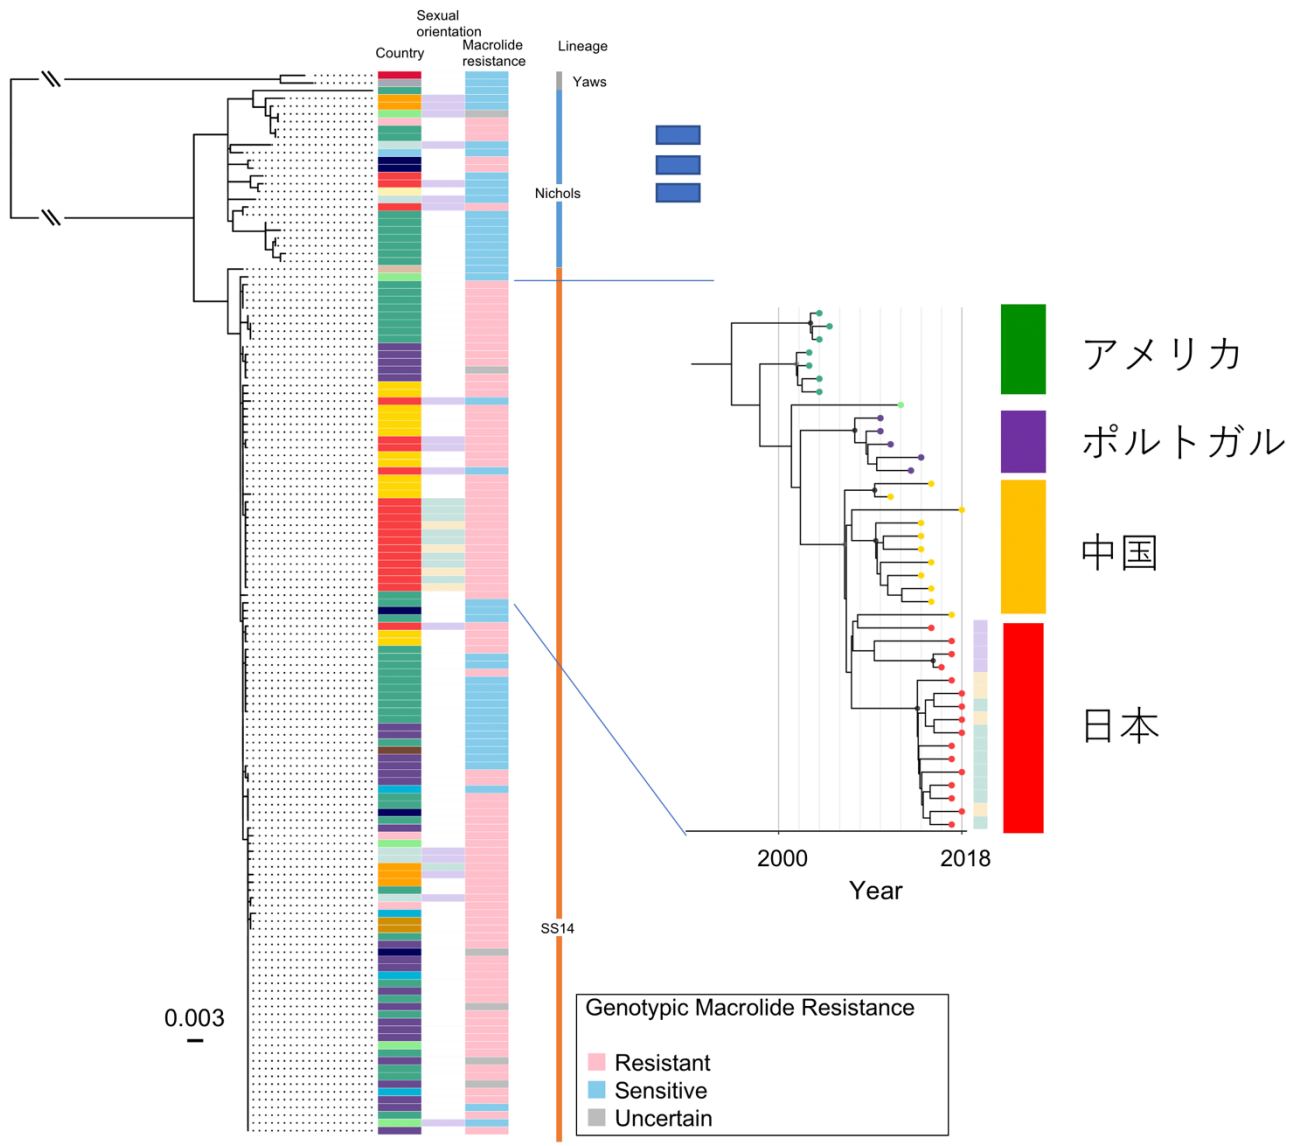 Sexual
orientation
Country
Macrolide
resistance
Lineage
Yaws
Nichols
アメリカ
ポルトガル
中国
日本
2000
2018
Year
SS14
0.003
Genotypic Macrolide Resistance
Resistant
Sensitive
Uncertain